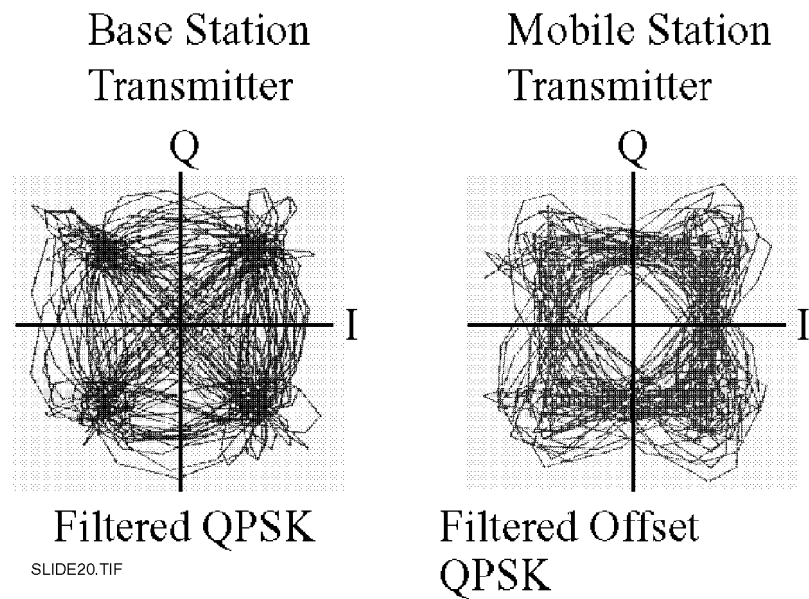 Base Station
Transmitter
Q
I
Filtered QPSK
Mobile Station
Transmitter
Q
I
Filtered Offset
QPSK
SLIDE20.TIF